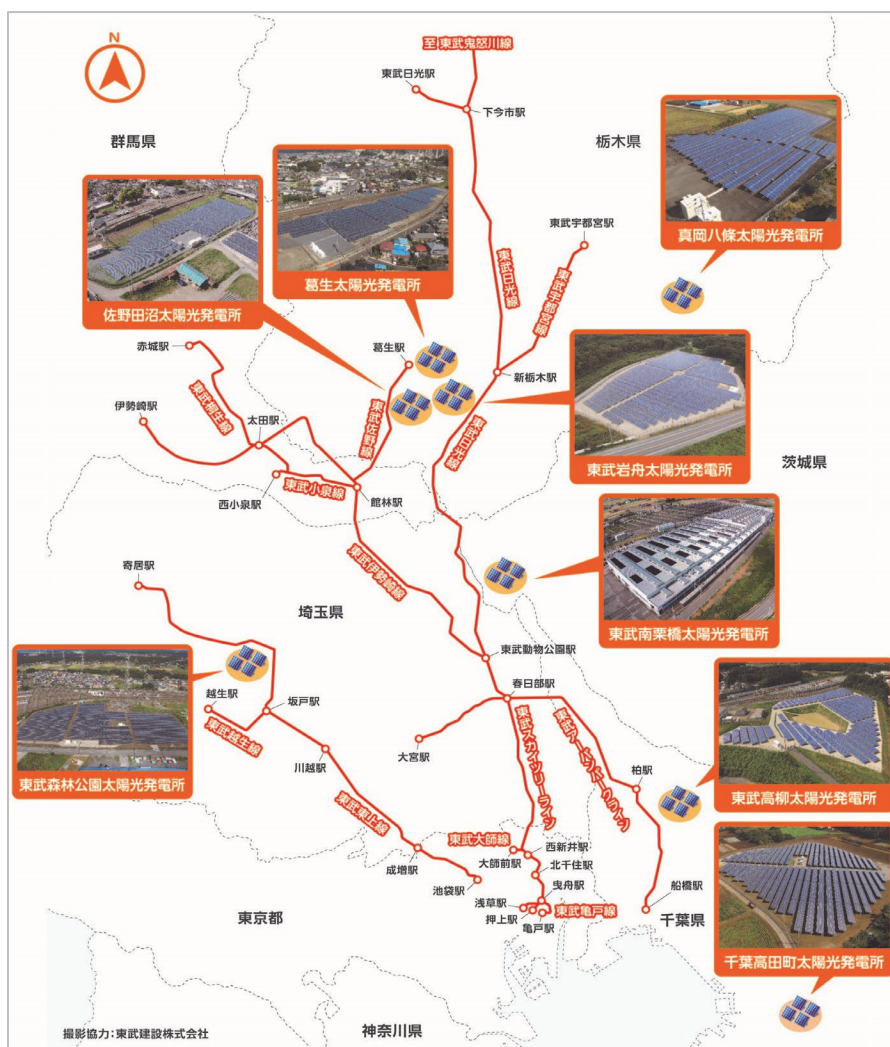 N
至 東武鬼怒川線
東武日光駅
下今市駅
群馬県
栃木県
東武宇都宮駅
真岡八條太陽光発電所
葛生太陽光発電所
佐野田沼太陽光発電所
東武日光線
東武宇都宮線
赤城駅
葛生駅
新栃木駅
伊勢崎駅
東武桐生線
太田駅
東武佐野線
東武日光線
東武岩舟太陽光発電所
茨城県
西小泉駅
東武小泉線
館林駅
寄居駅
東武伊勢崎線
埼玉県
東武南栗橋太陽光発電所
東武動物公園駅
春日部駅
越生駅
坂戸駅
東武越生線
東武森林公園太陽光発電所
川越駅
大宮駅
東武スカイツリーライン
東武アーバンパークライン
柏駅
東武高柳太陽光発電所
東武東上線
東武大師線
西新井駅
大師前駅
成増駅
北千住駅
池袋駅
曳舟駅
浅草駅
東武亀戸線
押上駅
亀戸駅
船橋駅
東京都
千葉県
千葉高田町太陽光発電所
撮影協力：東武建設株式会社
神奈川県